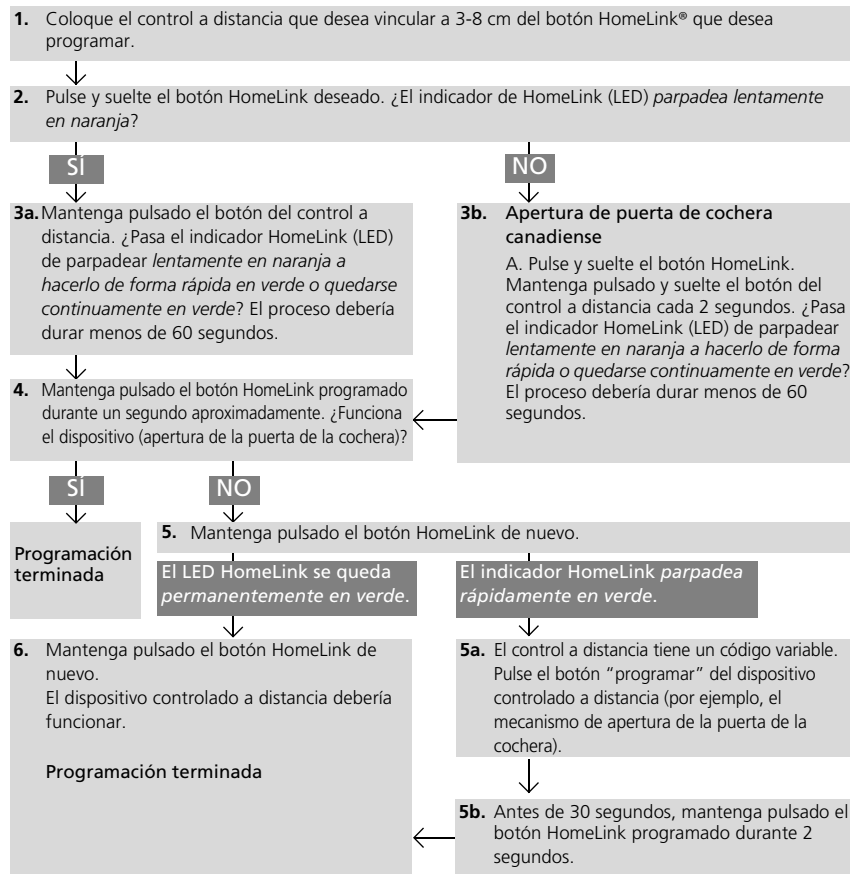 1. Coloque el control a distancia que desea vincular a 3-8 cm del botón HomeLink® que desea
programar.
2. Pulse y suelte el botón HomeLink deseado. ¿El indicador de HomeLink (LED) parpadea lentamente
en naranja?
SÍ
NO
3a. Mantenga pulsado el botón del control a
distancia. ¿Pasa el indicador HomeLink (LED)
de parpadear lentamente en naranja a
hacerlo de forma rápida en verde o quedarse
continuamente en verde? El proceso debería
durar menos de 60 segundos.
3b. Apertura de puerta de cochera
canadiense
A. Pulse y suelte el botón HomeLink.
Mantenga pulsado y suelte el botón del
control a distancia cada 2 segundos. ¿Pasa
el indicador HomeLink (LED) de parpadear
lentamente en naranja a hacerlo de forma
rápida o quedarse continuamente en verde?
El proceso debería durar menos de 60
segundos.
4. Mantenga pulsado el botón HomeLink programado
durante un segundo aproximadamente. ¿Funciona
el dispositivo (apertura de la puerta de la cochera)?
SÍ
NO
Programación
terminada
5. Mantenga pulsado el botón HomeLink de nuevo.
El LED HomeLink se queda
permanentemente en verde.
El indicador HomeLink parpadea
rápidamente en verde.
6. Mantenga pulsado el botón HomeLink de
nuevo.
El dispositivo controlado a distancia debería
funcionar.
Programación terminada
5a. El control a distancia tiene un código variable.
Pulse el botón “programar” del dispositivo
controlado a distancia (por ejemplo, el
mecanismo de apertura de la puerta de la
cochera).
5b. Antes de 30 segundos, mantenga pulsado el
botón HomeLink programado durante 2
segundos.